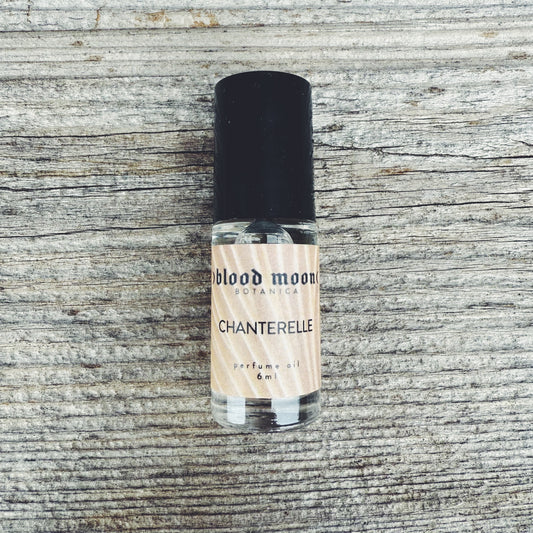 blood moon
BOTANICA
CHANTERELLE
perfume oil
6ml